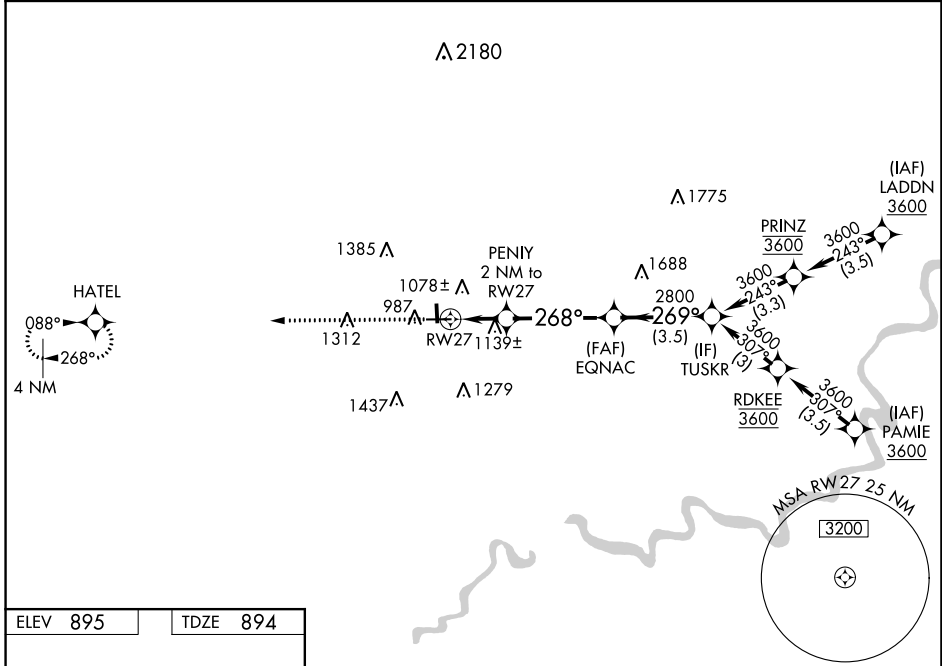 2180
(IAF)
LADDN
3600
1775
PRINZ
3600
3600
243°
(3.5)
1385
PENIY
2 NM to
RW27
1688
3600
243°
(3.3)
HATEL
1078±
987
2800
088°
268°
269°
(3.5)
1312
RW27
1139±
(FAF)
EQNAC
(IF)
TUSKR
3600
307°
(3)
268°
4 NM
1437
1279
RDKEE
3600
3600
307°
(3.5)
(IAF)
PAMIE
3600
MSA RW27 25 NM
3200
ELEV 895
TDZE 894